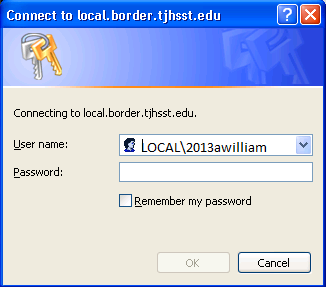 Connect to local.border.tjhsst.edu
Connecting to local.border.tjhsst.edu.
User name: LOCAL\2013awilliam
Password:
Remember my password
OK Cancel